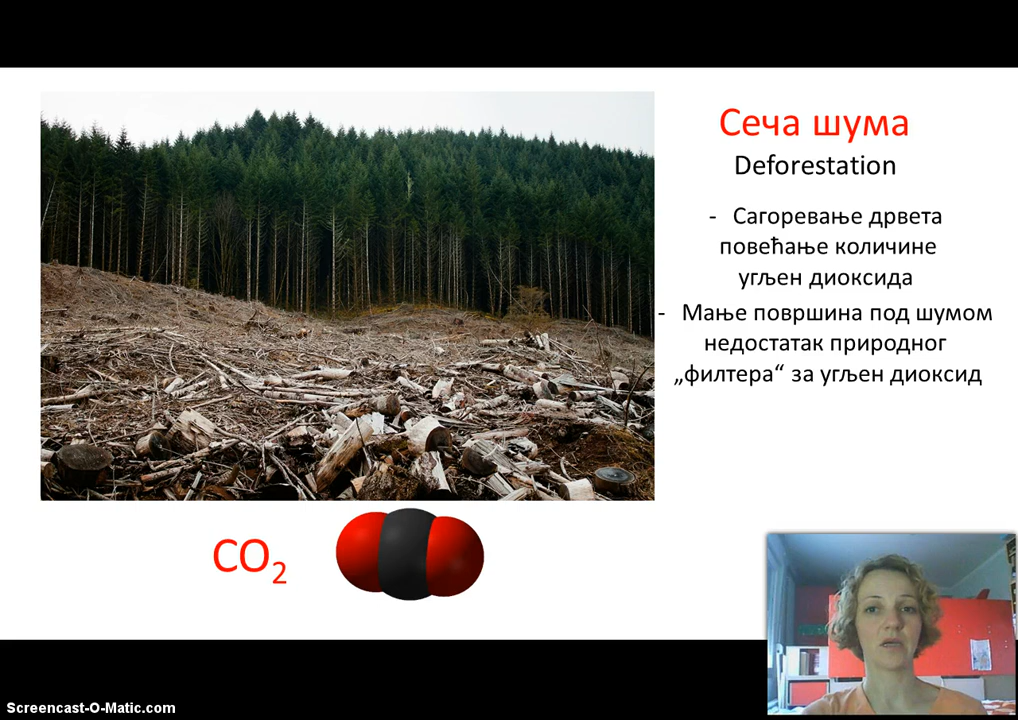 Сеча шума
Deforestation
- Сагоревање дрвета
повећање количине
угљен диоксида
- Мање површина под шумом
недостатак природног
„филтера“ за угљен диоксид
CO₂
Screencast-O-Matic.com